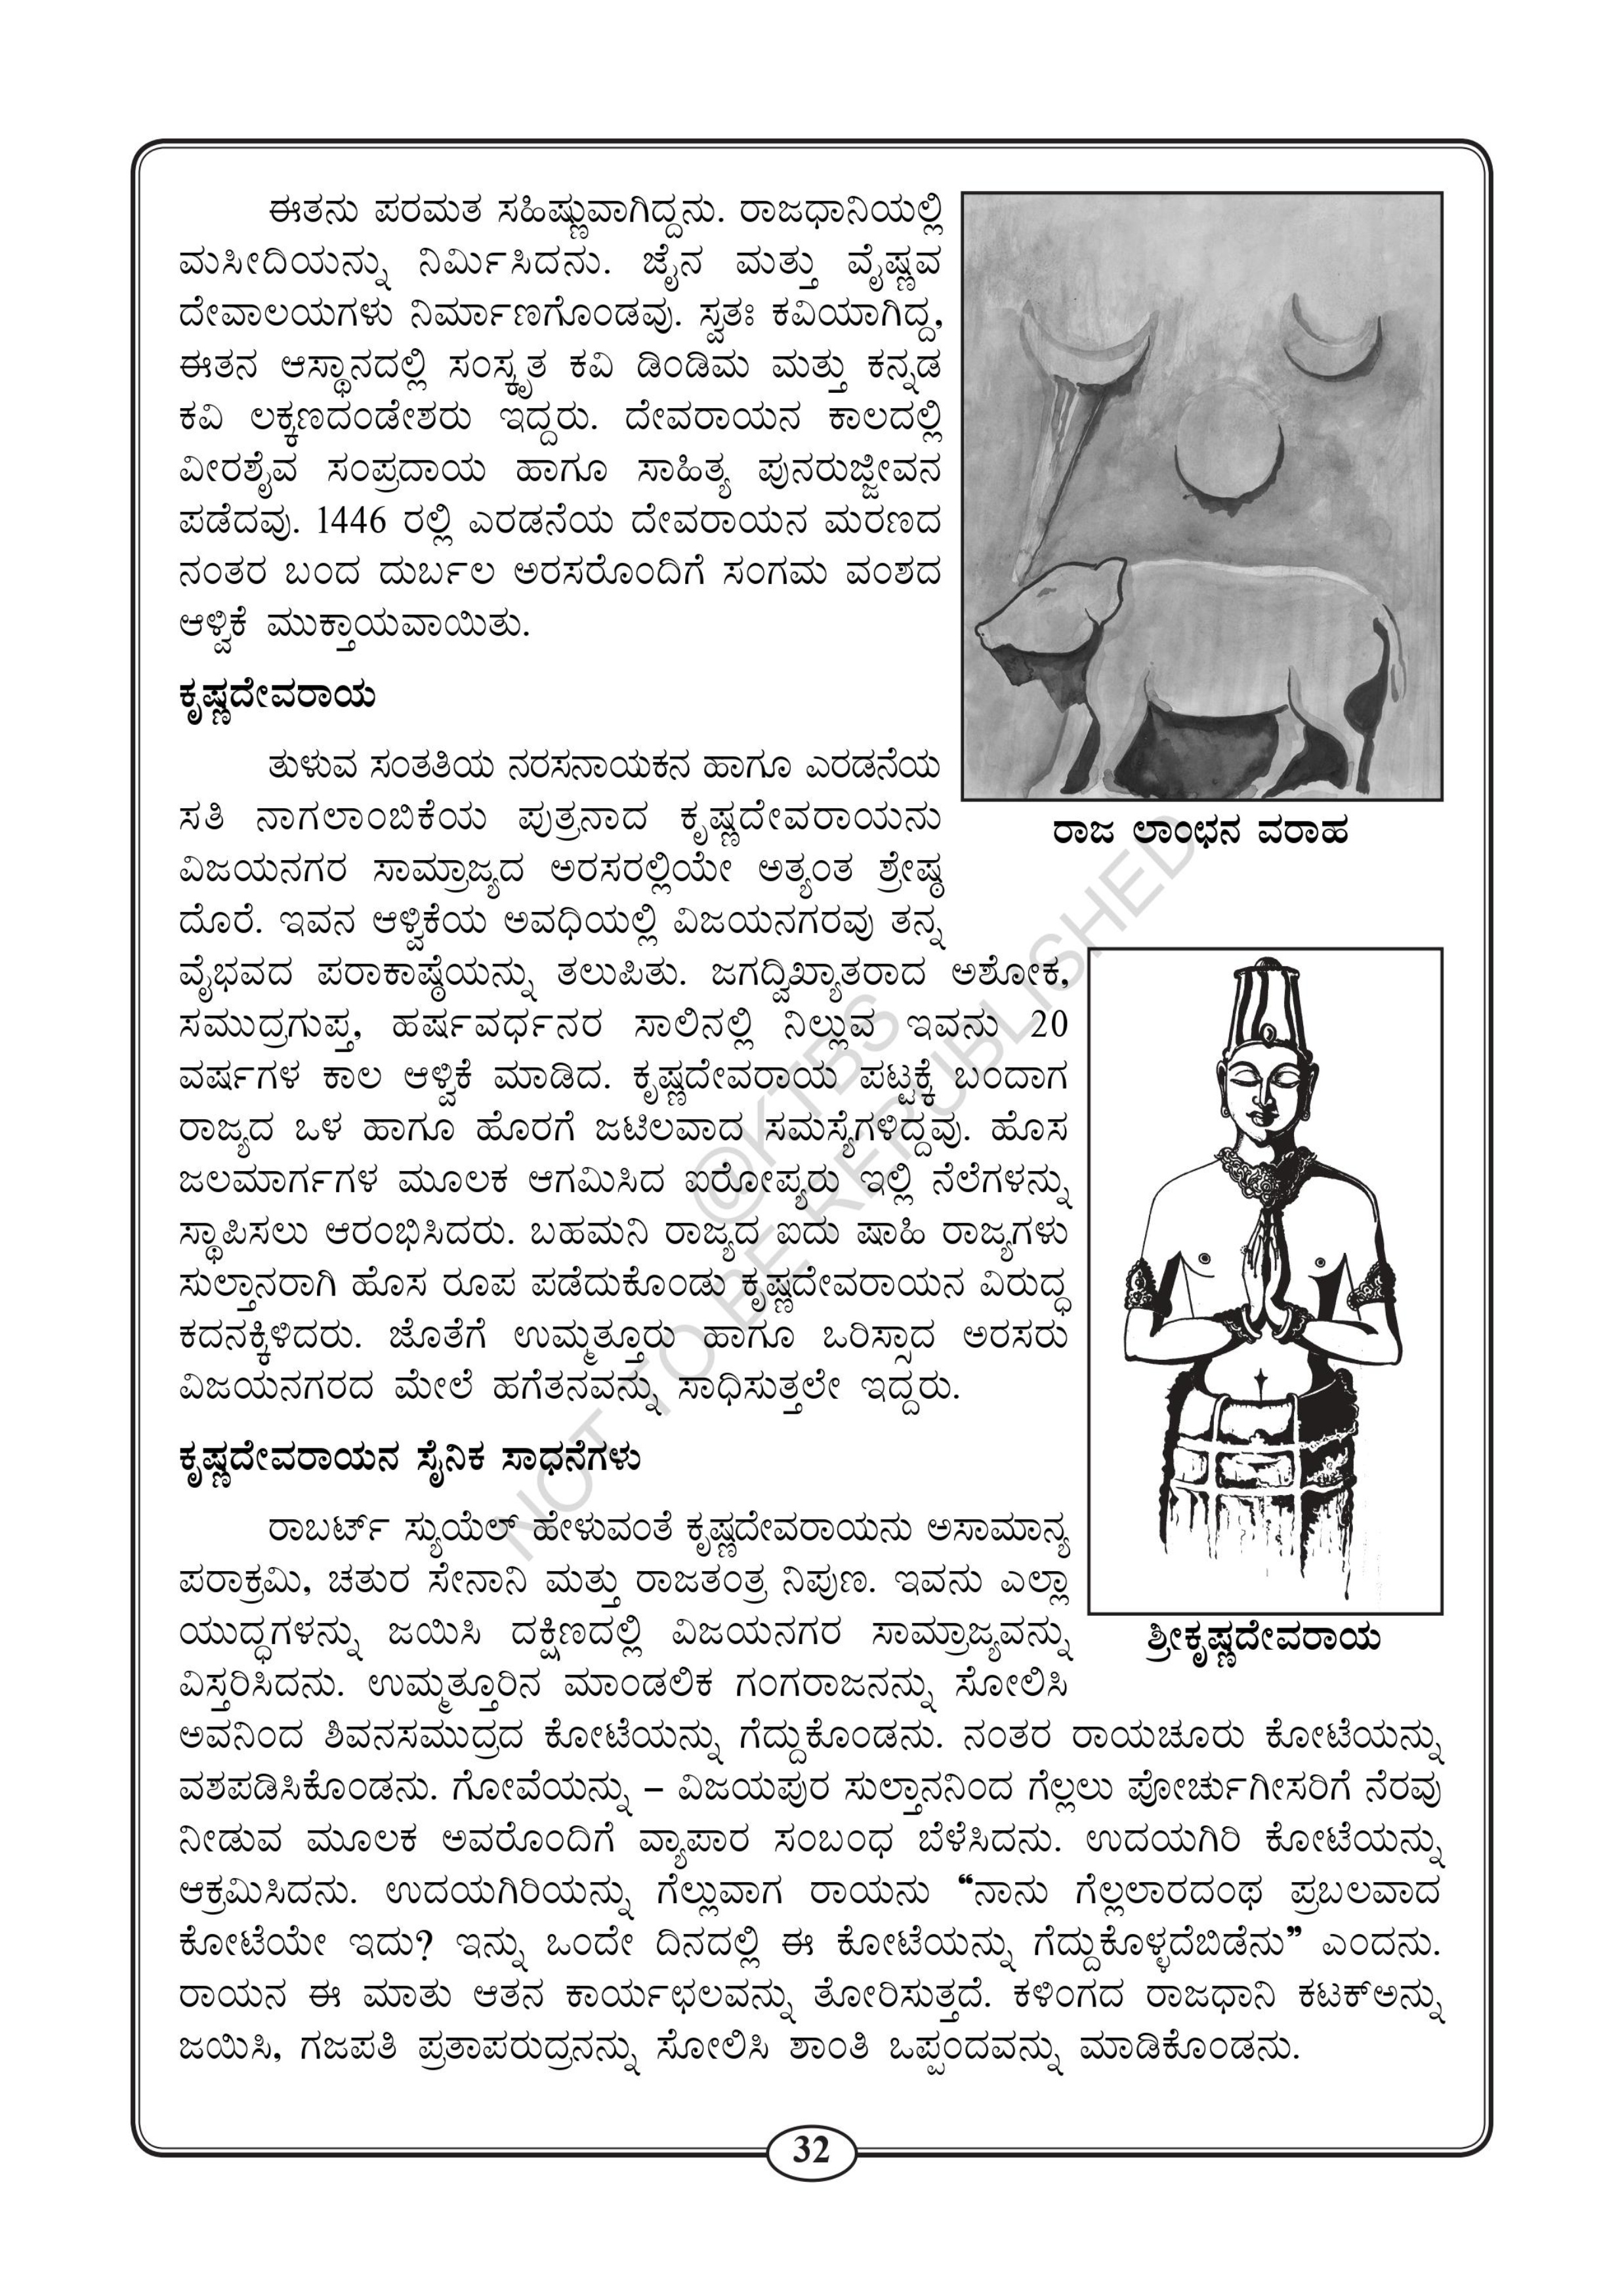 ಈತನು ಪರಮತ ಸಹಿಷ್ಣುವಾಗಿದ್ದನು. ರಾಜಧಾನಿಯಲ್ಲಿ
ಮಸೀದಿಯನ್ನು ನಿರ್ಮಿಸಿದನು. ಜೈನ ಮತ್ತು ವೈಷ್ಣವ
ದೇವಾಲಯಗಳು ನಿರ್ಮಾಣಗೊಂಡವು. ಸ್ವತಃ ಕವಿಯಾಗಿದ್ದ,
ಈತನ ಆಸ್ಥಾನದಲ್ಲಿ ಸಂಸ್ಕೃತ ಕವಿ ಡಿಂಡಿಮ ಮತ್ತು ಕನ್ನಡ
ಕವಿ ಲಕ್ಕಣದಂಡೇಶರು ಇದ್ದರು. ದೇವರಾಯನ ಕಾಲದಲ್ಲಿ
ವೀರಶೈವ ಸಂಪ್ರದಾಯ ಹಾಗೂ ಸಾಹಿತ್ಯ ಪುನರುಜ್ಜೀವನ
ಪಡೆದವು. 1446 ರಲ್ಲಿ ಎರಡನೆಯ ದೇವರಾಯನ ಮರಣದ
ನಂತರ ಬಂದ ದುರ್ಬಲ ಅರಸರೊಂದಿಗೆ ಸಂಗಮ ವಂಶದ
ಆಳ್ವಿಕೆ ಮುಕ್ತಾಯವಾಯಿತು.
ರಾಜ ಲಾಂಛನ ವರಾಹ
ಕೃಷ್ಣದೇವರಾಯ
ತುಳುವ ಸಂತತಿಯ ನರಸನಾಯಕನ ಹಾಗೂ ಎರಡನೆಯ
ಸತಿ ನಾಗಲಾಂಬಿಕೆಯ ಪುತ್ರನಾದ ಕೃಷ್ಣದೇವರಾಯನು
ವಿಜಯನಗರ ಸಾಮ್ರಾಜ್ಯದ ಅರಸರಲ್ಲಿಯೇ ಅತ್ಯಂತ ಶ್ರೇಷ್ಠ
ದೊರೆ. ಇವನ ಆಳ್ವಿಕೆಯ ಅವಧಿಯಲ್ಲಿ ವಿಜಯನಗರವು ತನ್ನ
ವೈಭವದ ಪರಾಕಾಷ್ಠೆಯನ್ನು ತಲುಪಿತು. ಜಗದ್ವಿಖ್ಯಾತರಾದ ಅಶೋಕ,
ಸಮುದ್ರಗುಪ್ತ, ಹರ್ಷವರ್ಧನರ ಸಾಲಿನಲ್ಲಿ ನಿಲ್ಲುವ ಇವನು 20
ವರ್ಷಗಳ ಕಾಲ ಆಳ್ವಿಕೆ ಮಾಡಿದ. ಕೃಷ್ಣದೇವರಾಯ ಪಟ್ಟಕ್ಕೆ ಬಂದಾಗ
ರಾಜ್ಯದ ಒಳ ಹಾಗೂ ಹೊರಗೆ ಜಟಿಲವಾದ ಸಮಸ್ಯೆಗಳಿದ್ದವು. ಹೊಸ
ಜಲಮಾರ್ಗಗಳ ಮೂಲಕ ಆಗಮಿಸಿದ ಐರೋಪ್ಯರು ಇಲ್ಲಿ ನೆಲೆಗಳನ್ನು
ಸ್ಥಾಪಿಸಲು ಆರಂಭಿಸಿದರು. ಬಹಮನಿ ರಾಜ್ಯದ ಐದು ಷಾಹಿ ರಾಜ್ಯಗಳು
ಸುಲ್ತಾನರಾಗಿ ಹೊಸ ರೂಪ ಪಡೆದುಕೊಂಡು ಕೃಷ್ಣದೇವರಾಯನ ವಿರುದ್ಧ
ಕದನಕ್ಕಿಳಿದರು. ಜೊತೆಗೆ ಉಮ್ಮತ್ತೂರು ಹಾಗೂ ಒರಿಸ್ಸಾದ ಅರಸರು
ವಿಜಯನಗರದ ಮೇಲೆ ಹಗೆತನವನ್ನು ಸಾಧಿಸುತ್ತಲೇ ಇದ್ದರು.
ಶ್ರೀಕೃಷ್ಣದೇವರಾಯ
ಕೃಷ್ಣದೇವರಾಯನ ಸೈನಿಕ ಸಾಧನೆಗಳು
ರಾಬರ್ಟ್ ಸ್ಯುಯೆಲ್ ಹೇಳುವಂತೆ ಕೃಷ್ಣದೇವರಾಯನು ಅಸಾಮಾನ್ಯ
ಪರಾಕ್ರಮಿ, ಚತುರ ಸೇನಾನಿ ಮತ್ತು ರಾಜತಂತ್ರ ನಿಪುಣ. ಇವನು ಎಲ್ಲಾ
ಯುದ್ಧಗಳನ್ನು ಜಯಿಸಿ ದಕ್ಷಿಣದಲ್ಲಿ ವಿಜಯನಗರ ಸಾಮ್ರಾಜ್ಯವನ್ನು
ವಿಸ್ತರಿಸಿದನು. ಉಮ್ಮತ್ತೂರಿನ ಮಾಂಡಲಿಕ ಗಂಗರಾಜನನ್ನು ಸೋಲಿಸಿ
ಅವನಿಂದ ಶಿವನಸಮುದ್ರದ ಕೋಟೆಯನ್ನು ಗೆದ್ದುಕೊಂಡನು. ನಂತರ ರಾಯಚೂರು ಕೋಟೆಯನ್ನು
ವಶಪಡಿಸಿಕೊಂಡನು. ಗೋವೆಯನ್ನು – ವಿಜಯಪುರ ಸುಲ್ತಾನನಿಂದ ಗೆಲ್ಲಲು ಪೋರ್ಚುಗೀಸರಿಗೆ ನೆರವು
ನೀಡುವ ಮೂಲಕ ಅವರೊಂದಿಗೆ ವ್ಯಾಪಾರ ಸಂಬಂಧ ಬೆಳೆಸಿದನು. ಉದಯಗಿರಿ ಕೋಟೆಯನ್ನು
ಆಕ್ರಮಿಸಿದನು. ಉದಯಗಿರಿಯನ್ನು ಗೆಲ್ಲುವಾಗ ರಾಯನು “ನಾನು ಗೆಲ್ಲಲಾರದಂಥ ಪ್ರಬಲವಾದ
ಕೋಟೆಯೇ ಇದು? ಇನ್ನು ಒಂದೇ ದಿನದಲ್ಲಿ ಈ ಕೋಟೆಯನ್ನು ಗೆದ್ದುಕೊಳ್ಳದೆಬಿಡೆನು” ಎಂದನು.
ರಾಯನ ಈ ಮಾತು ಆತನ ಕಾರ್ಯಛಲವನ್ನು ತೋರಿಸುತ್ತದೆ. ಕಳಿಂಗದ ರಾಜಧಾನಿ ಕಟಕ್‌ಅನ್ನು
ಜಯಿಸಿ, ಗಜಪತಿ ಪ್ರತಾಪರುದ್ರನನ್ನು ಸೋಲಿಸಿ ಶಾಂತಿ ಒಪ್ಪಂದವನ್ನು ಮಾಡಿಕೊಂಡನು.
32
@KTBS
NOT TO BE REPUBLISHED